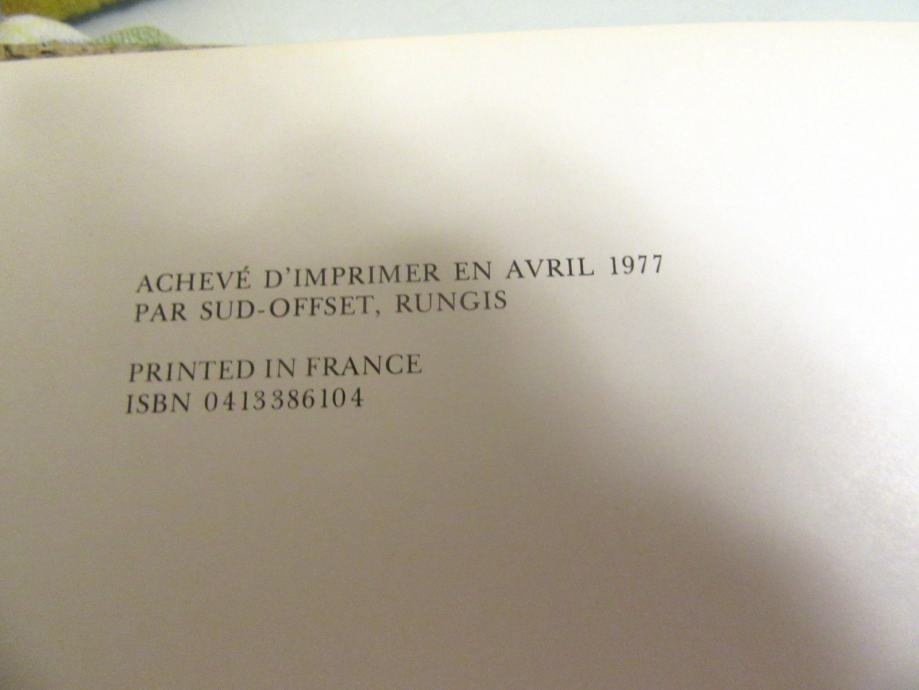 ACHEVÉ D'IMPRIMER EN AVRIL 1977
PAR SUD-OFFSET, RUNGIS
PRINTED IN FRANCE
ISBN 0413386104